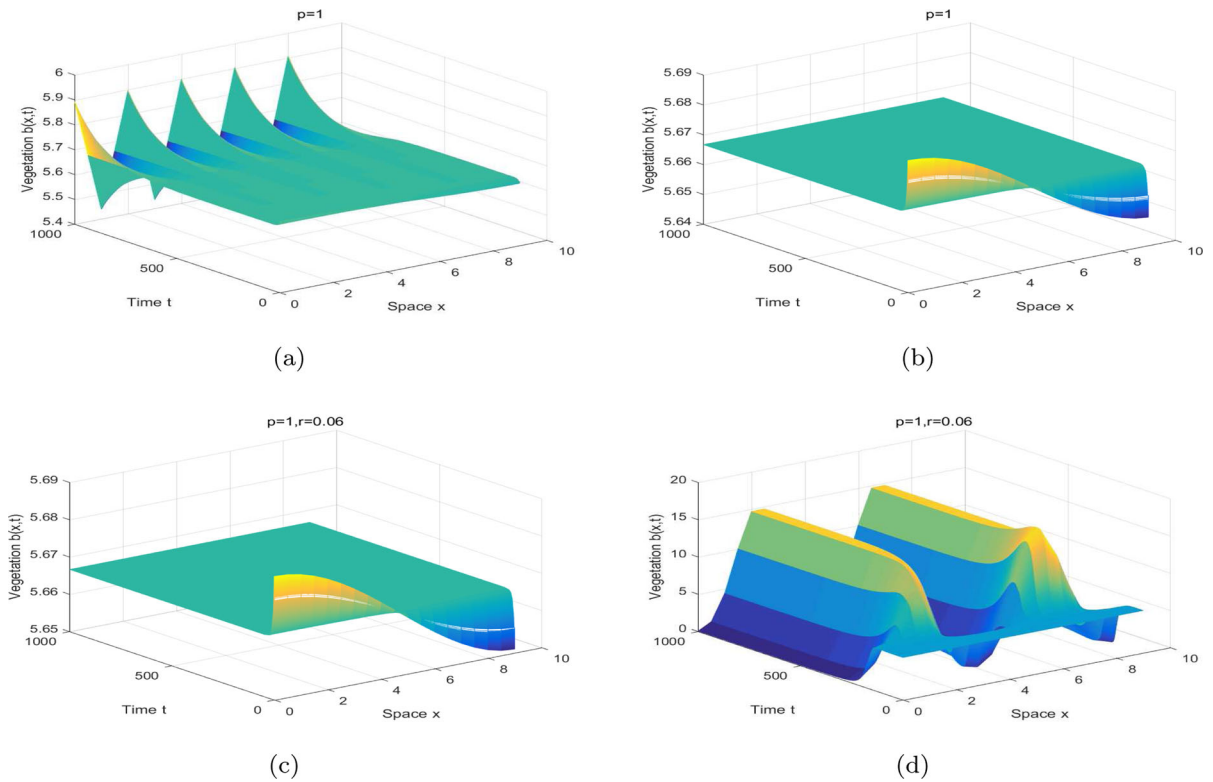 p=1
Vegetation b(x,t)
6
5.9
5.8
5.7
5.6
5.5
5.4
1000
500
0
Time t
0
2
4
6
8
10
Space x
(a)
p=1
Vegetation b(x,t)
5.69
5.68
5.67
5.66
5.65
5.64
1000
500
0
Time t
0
2
4
6
8
10
Space x
(b)
p=1,r=0.06
Vegetation b(x,t)
5.69
5.68
5.67
5.66
5.65
1000
500
0
Time t
0
2
4
6
8
10
Space x
(c)
p=1,r=0.06
Vegetation b(x,t)
20
15
10
5
0
1000
500
0
Time t
0
2
4
6
8
10
Space x
(d)